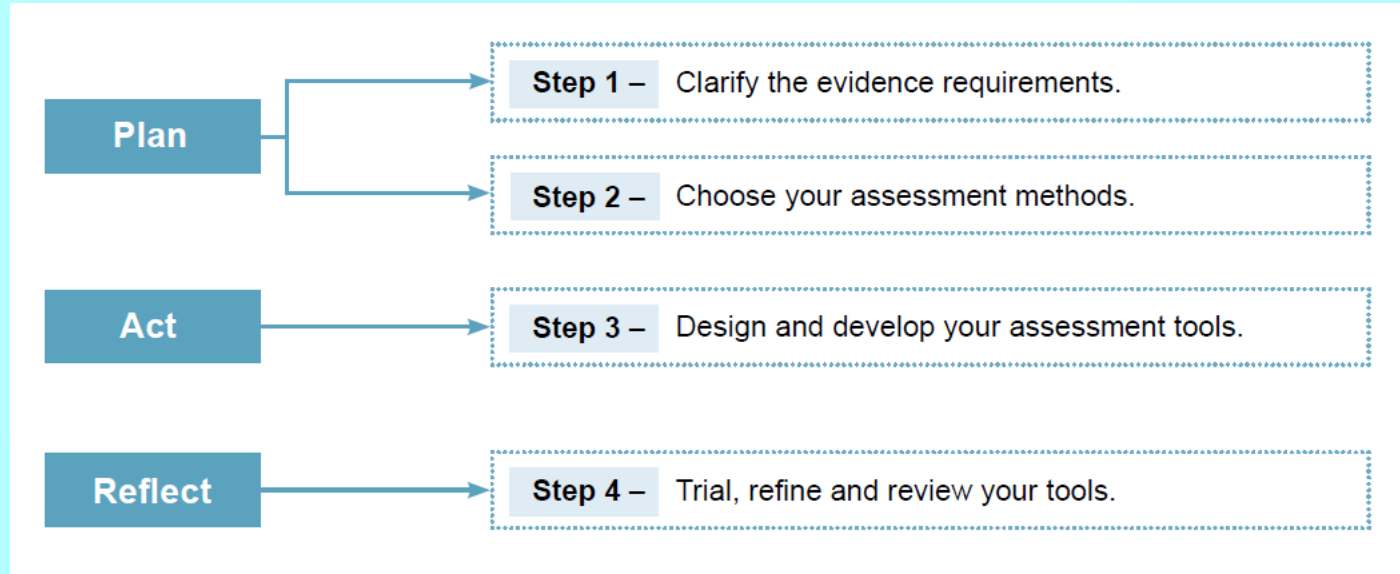 Plan
Step 1 – Clarify the evidence requirements.
Step 2 – Choose your assessment methods.
Act
Step 3 – Design and develop your assessment tools.
Reflect
Step 4 – Trial, refine and review your tools.